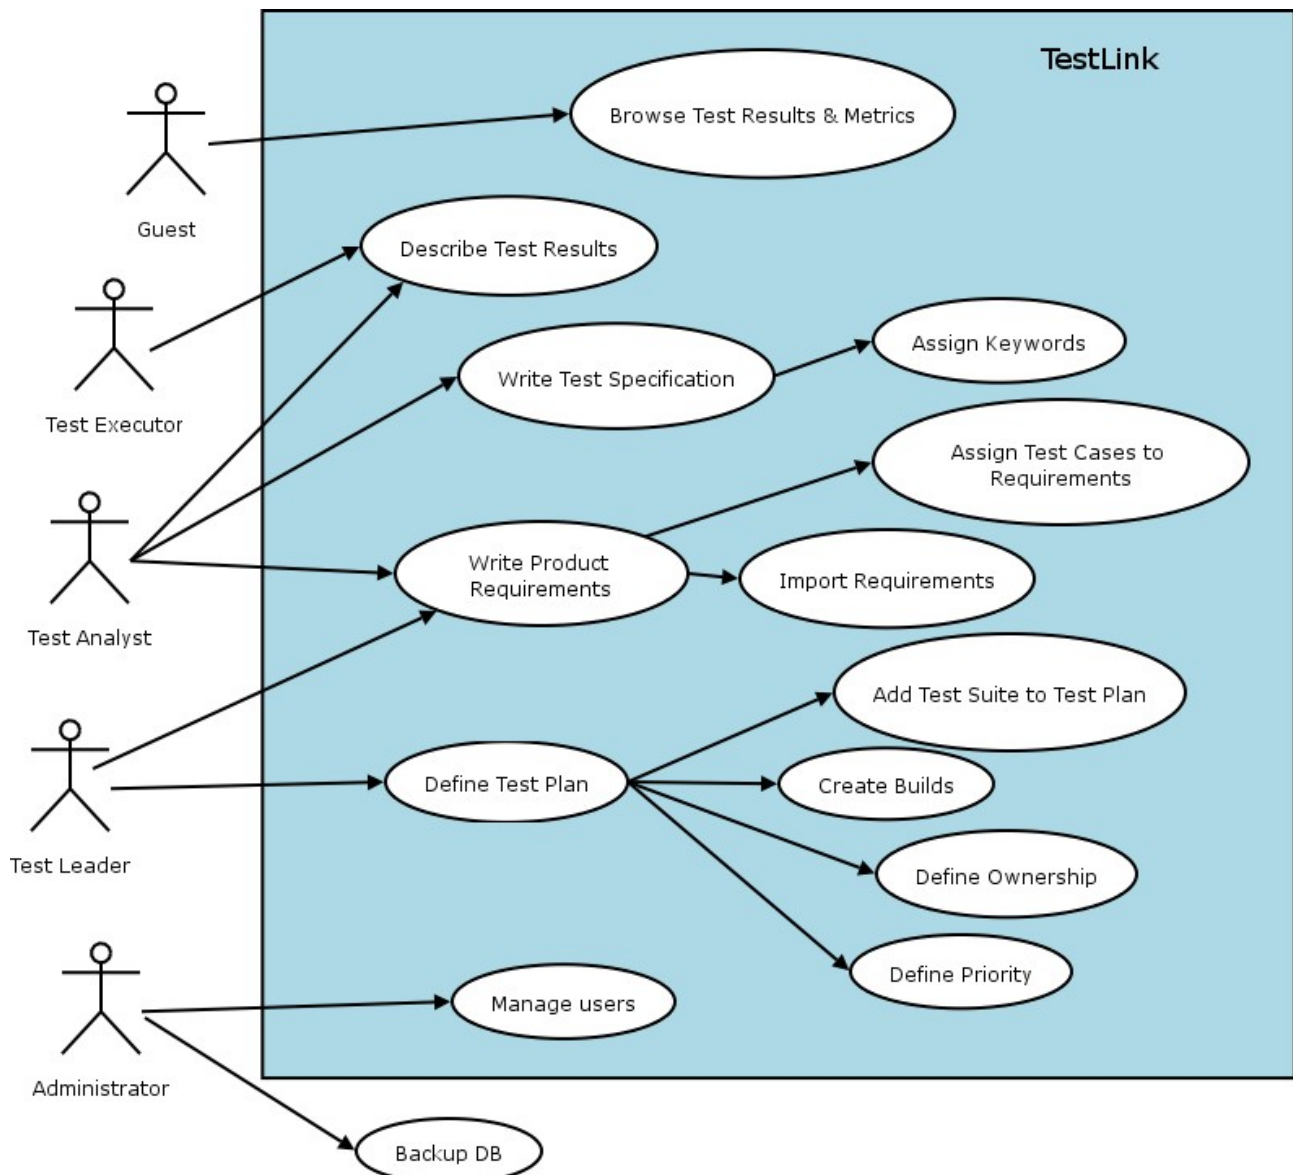 TestLink
Browse Test Results & Metrics
Guest
Describe Test Results
Assign Keywords
Write Test Specification
Test Executor
Assign Test Cases to
Requirements
Write Product
Requirements
Import Requirements
Test Analyst
Add Test Suite to Test Plan
Define Test Plan
Create Builds
Test Leader
Define Ownership
Define Priority
Manage users
Administrator
Backup DB